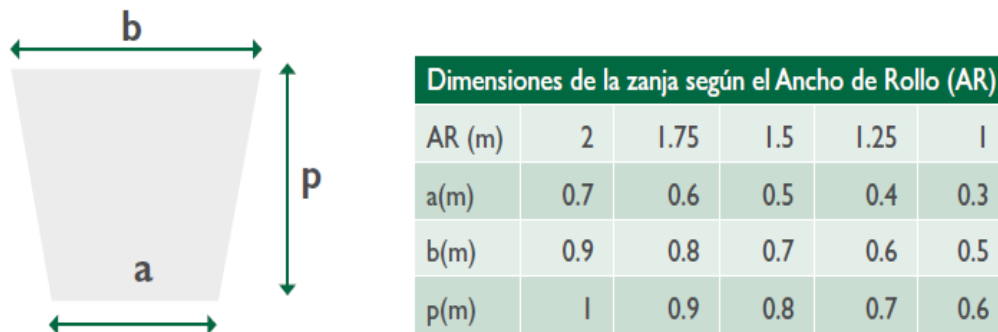 b
p
a
Dimensiones de la zanja según el Ancho de Rollo (AR)
AR (m) 2 1.75 1.5 1.25 1
a(m) 0.7 0.6 0.5 0.4 0.3
b(m) 0.9 0.8 0.7 0.6 0.5
p(m) 1 0.9 0.8 0.7 0.6